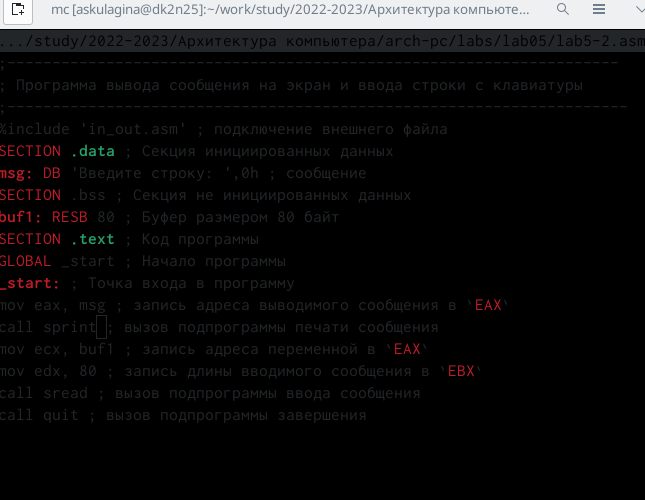 mc [askulagina@dk2n25]:~/work/study/2022-2023/Архитектура компьюте...
.../study/2022-2023/Архитектура компьютера/arch-pc/labs/lab05/lab5-2.asm
;--------------------------------------------------------------------
; Программа вывода сообщения на экран и ввода строки с клавиатуры
;---------------------------------------------------------------------
%include 'in_out.asm' ; подключение внешнего файла
SECTION .data ; Секция инициированных данных
msg: DB 'Введите строку: ',0h ; сообщение
SECTION .bss ; Секция не инициированных данных
buf1: RESB 80 ; Буфер размером 80 байт
SECTION .text ; Код программы
GLOBAL _start ; Начало программы
_start: ; Точка входа в программу
mov eax, msg ; запись адреса выводимого сообщения в `EAX`
call sprint ; вызов подпрограммы печати сообщения
mov ecx, buf1 ; запись адреса переменной в `EAX`
mov edx, 80 ; запись длины вводимого сообщения в `EBX`
call sread ; вызов подпрограммы ввода сообщения
call quit ; вызов подпрограммы завершения